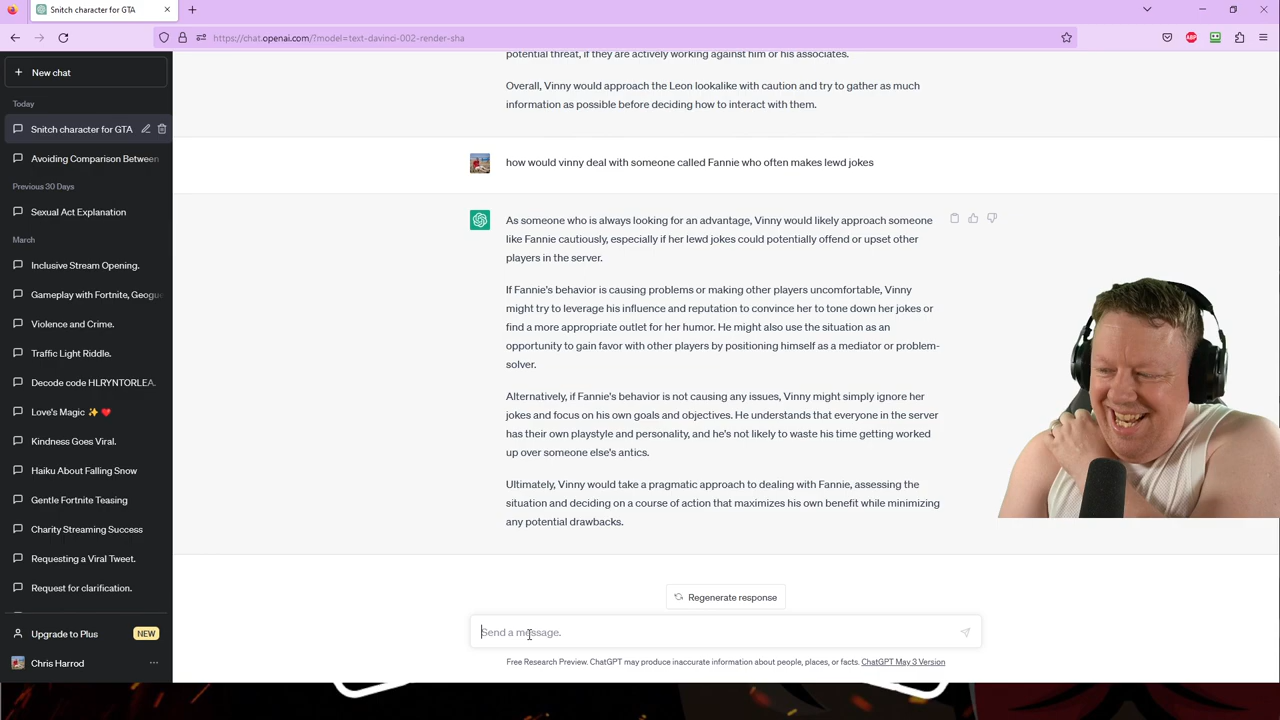 Snitch character for GTA
https://chat.openai.com/?model=text-davinci-002-render-sha
New chat
Today
Snitch character for GTA
Avoiding Comparison Between
Previous 30 Days
Sexual Act Explanation
March
Inclusive Stream Opening.
Gameplay with Fortnite, Geogu
Violence and Crime.
Traffic Light Riddle.
Decode code HLRYNTORLEA.
Love's Magic ✨❤️
Kindness Goes Viral.
Haiku About Falling Snow
Gentle Fortnite Teasing
Charity Streaming Success
Requesting a Viral Tweet.
Request for clarification.
Upgrade to Plus NEW
Chris Harrod
potential threat, if they are actively working against him or his associates.
Overall, Vinny would approach the Leon lookalike with caution and try to gather as much
information as possible before deciding how to interact with them.
how would vinny deal with someone called Fannie who often makes lewd jokes
As someone who is always looking for an advantage, Vinny would likely approach someone
like Fannie cautiously, especially if her lewd jokes could potentially offend or upset other
players in the server.
If Fannie's behavior is causing problems or making other players uncomfortable, Vinny
might try to leverage his influence and reputation to convince her to tone down her jokes or
find a more appropriate outlet for her humor. He might also use the situation as an
opportunity to gain favor with other players by positioning himself as a mediator or problem-
solver.
Alternatively, if Fannie's behavior is not causing any issues, Vinny might simply ignore her
jokes and focus on his own goals and objectives. He understands that everyone in the server
has their own playstyle and personality, and he's not likely to waste his time getting worked
up over someone else's antics.
Ultimately, Vinny would take a pragmatic approach to dealing with Fannie, assessing the
situation and deciding on a course of action that maximizes his own benefit while minimizing
any potential drawbacks.
Regenerate response
Send a message.
Free Research Preview. ChatGPT may produce inaccurate information about people, places, or facts. ChatGPT May 3 Version
ABP